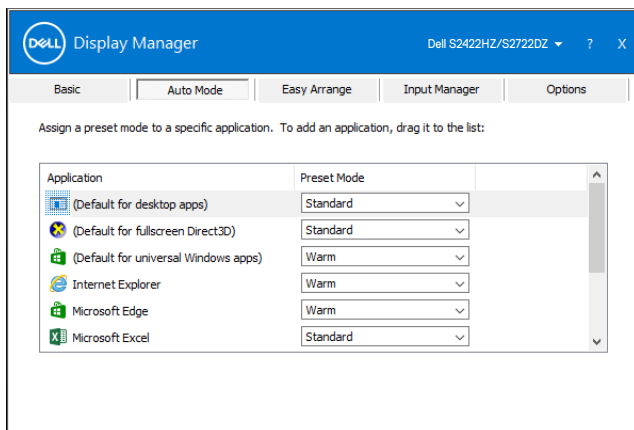 DELL Display Manager Dell S2422HZ/S2722DZ ? X
Basic Auto Mode Easy Arrange Input Manager Options
Assign a preset mode to a specific application. To add an application, drag it to the list:
Application Preset Mode
(Default for desktop apps) Standard
(Default for fullscreen Direct3D) Standard
(Default for universal Windows apps) Warm
Internet Explorer Warm
Microsoft Edge Warm
Microsoft Excel Standard